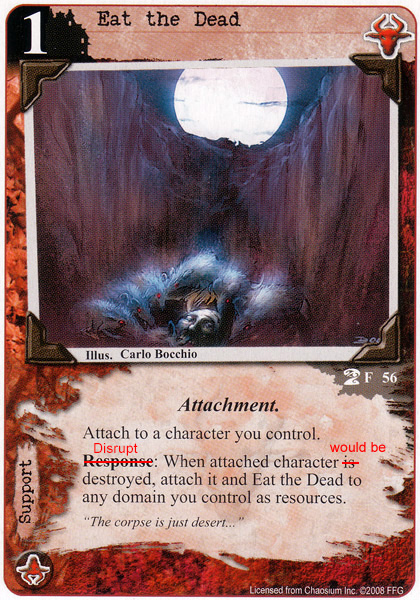 1
Eat the Dead
Illus. Carlo Bocchio
F 56
Attachment.
Attach to a character you control.
Disrupt would be
Response: When attached character is
destroyed, attach it and Eat the Dead to
any domain you control as resources.
"The corpse is just desert..."
Support
Licensed from Chaosium Inc. ©2008 FFG